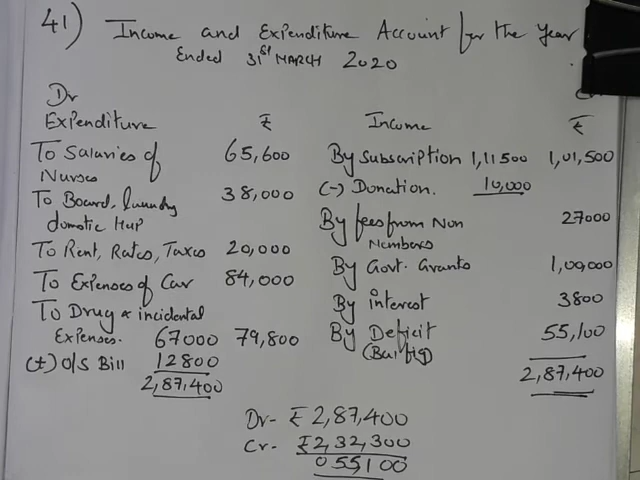 41) Income and Expenditure Account for the Year
Ended 31st MARCH 2020
Dr
Expenditure ₹ Income ₹
To Salaries of 65,600 By Subscription 1,11500 1,01,500
Nurses (-) Donation. 10,000
To Board, laundry 38,000
domotic Help By fees from Non 27000
Members
To Rent, Rates, Taxes 20,000
By Govt. Grants 1,00,000
To Expenses of Car 84,000
By interest 3800
To Drug & incidental
Expenses. 67000 79,800 By Deficit 55,100
(+) O/S Bill 12800 (Bal fig)
2,87,400 2,87,400
Dr- ₹ 2,87,400
Cr- ₹2,32,300
055,100